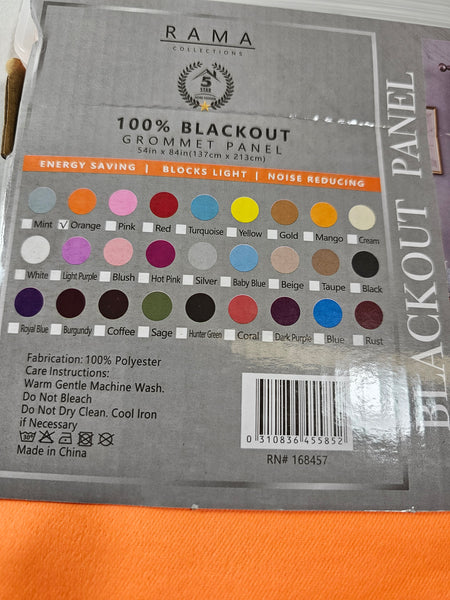 RAMA
COLLECTIONS
5
STAR
100% BLACKOUT
GROMMET PANEL
54in x 84in(137cm x 213cm)
ENERGY SAVING | BLOCKS LIGHT | NOISE REDUCING
Mint Orange Pink Red Turquoise Yellow Gold Mango Cream
White Light Purple Blush Hot Pink Silver Baby Blue Beige Taupe Black
Royal Blue Burgundy Coffee Sage Hunter Green Coral Dark Purple Blue Rust
Fabrication: 100% Polyester
Care Instructions:
Warm Gentle Machine Wash.
Do Not Bleach
Do Not Dry Clean. Cool Iron
if Necessary
Made in China
0 310836 455852
RN# 168457
BLACKOUT PANEL